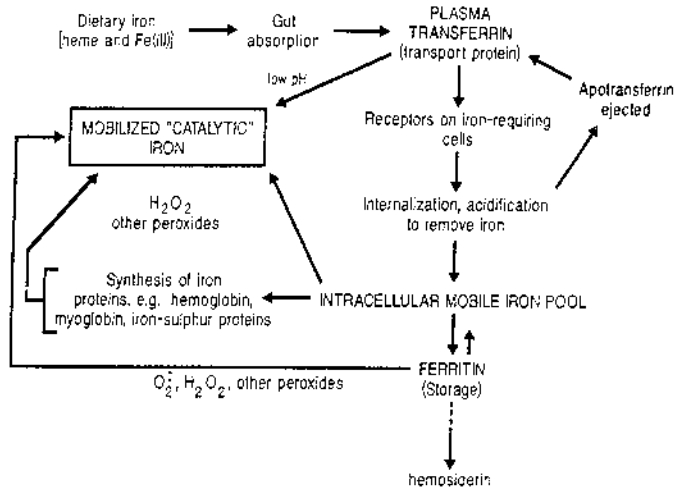 Dietary iron
[heme and Fe(III)]
Gut
absorption
PLASMA
TRANSFERRIN
(transport protein)
low pH
Apotransferrin
ejected
MOBILIZED "CATALYTIC"
IRON
Receptors on iron-requiring
cells
H2O2
other peroxides
Internalization, acidification
to remove iron
Synthesis of iron
proteins, e.g. hemoglobin,
myoglobin, iron-sulphur proteins
INTRACELLULAR MOBILE IRON POOL
FERRITIN
(Storage)
O2∸, H2O2, other peroxides
hemosiderin